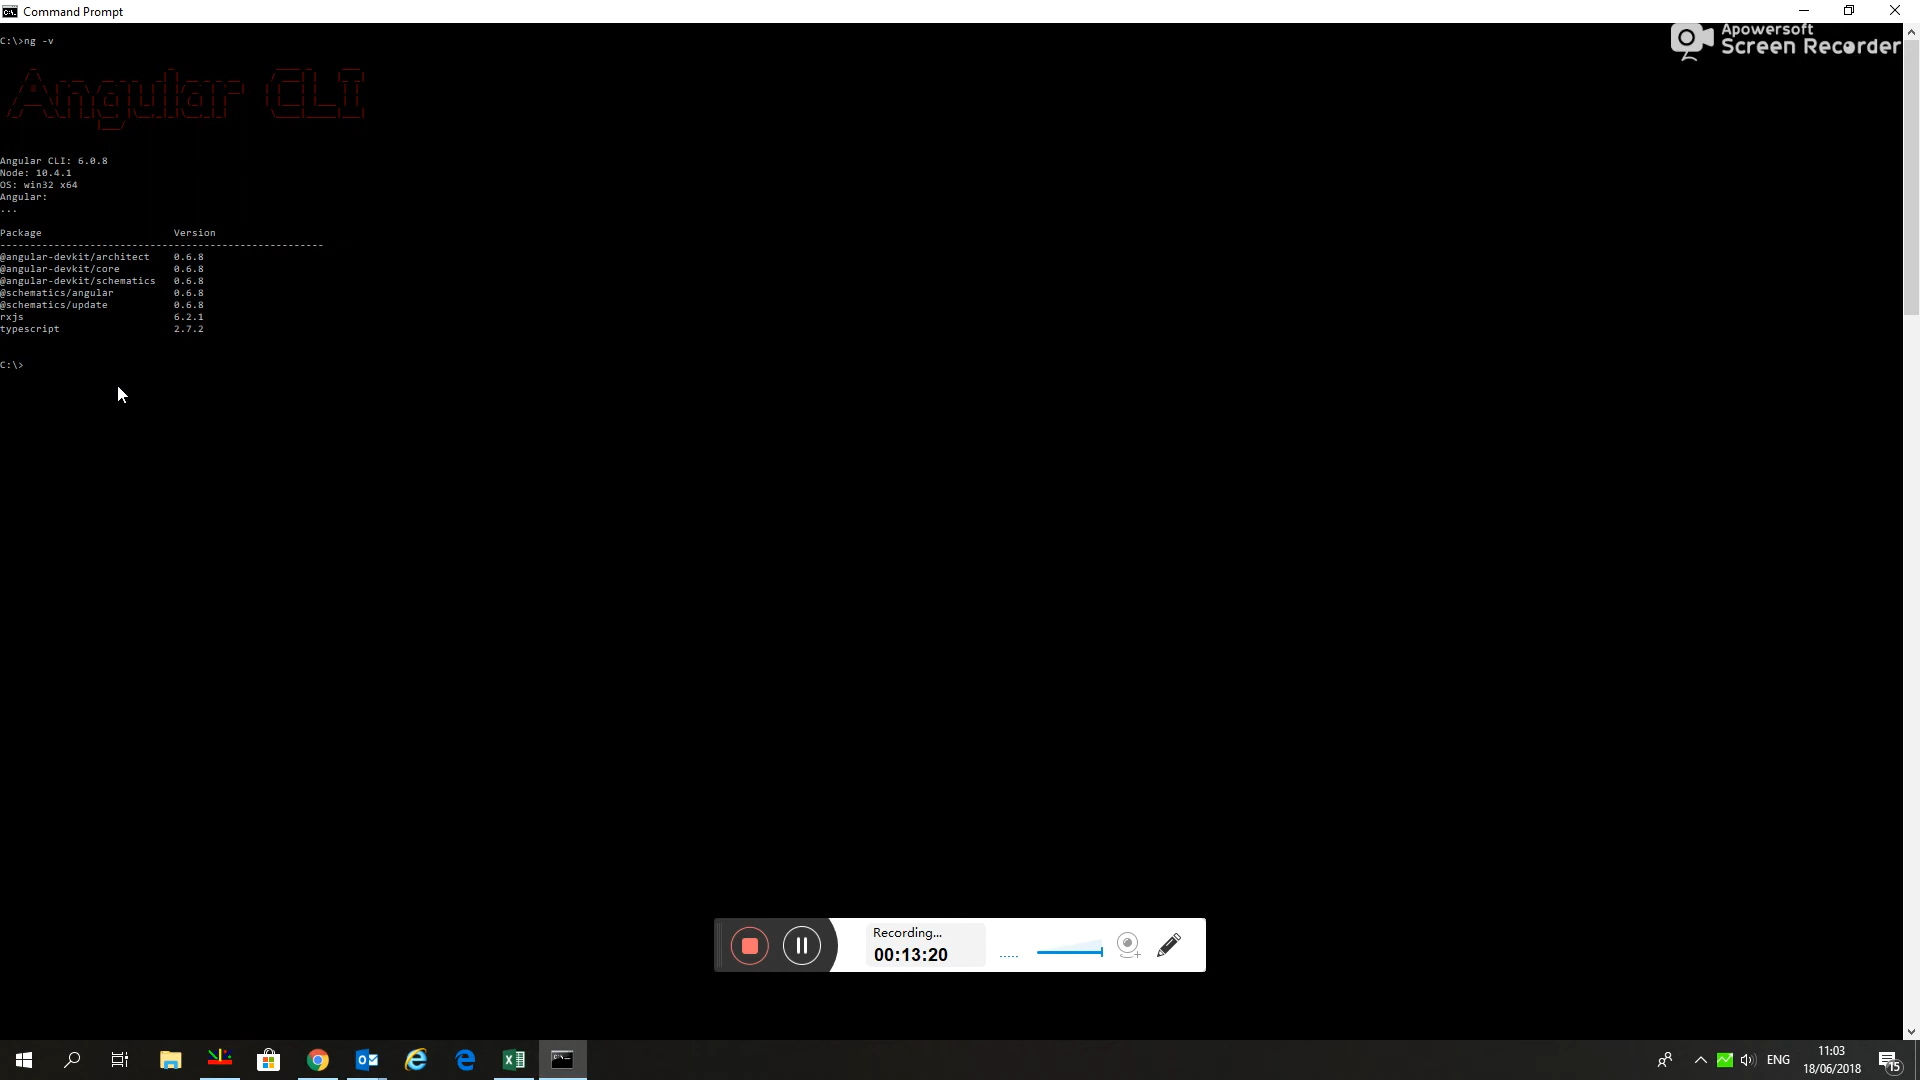 Command Prompt
C:\>ng -v
Apowersoft
Screen Recorder
Angular CLI
Angular CLI: 6.0.8
Node: 10.4.1
OS: win32 x64
Angular:
...
Package Version
------------------------------------------------------
@angular-devkit/architect 0.6.8
@angular-devkit/core 0.6.8
@angular-devkit/schematics 0.6.8
@schematics/angular 0.6.8
@schematics/update 0.6.8
rxjs 6.2.1
typescript 2.7.2
C:\>
Recording...
00:13:20
ENG
11:03
18/06/2018
15